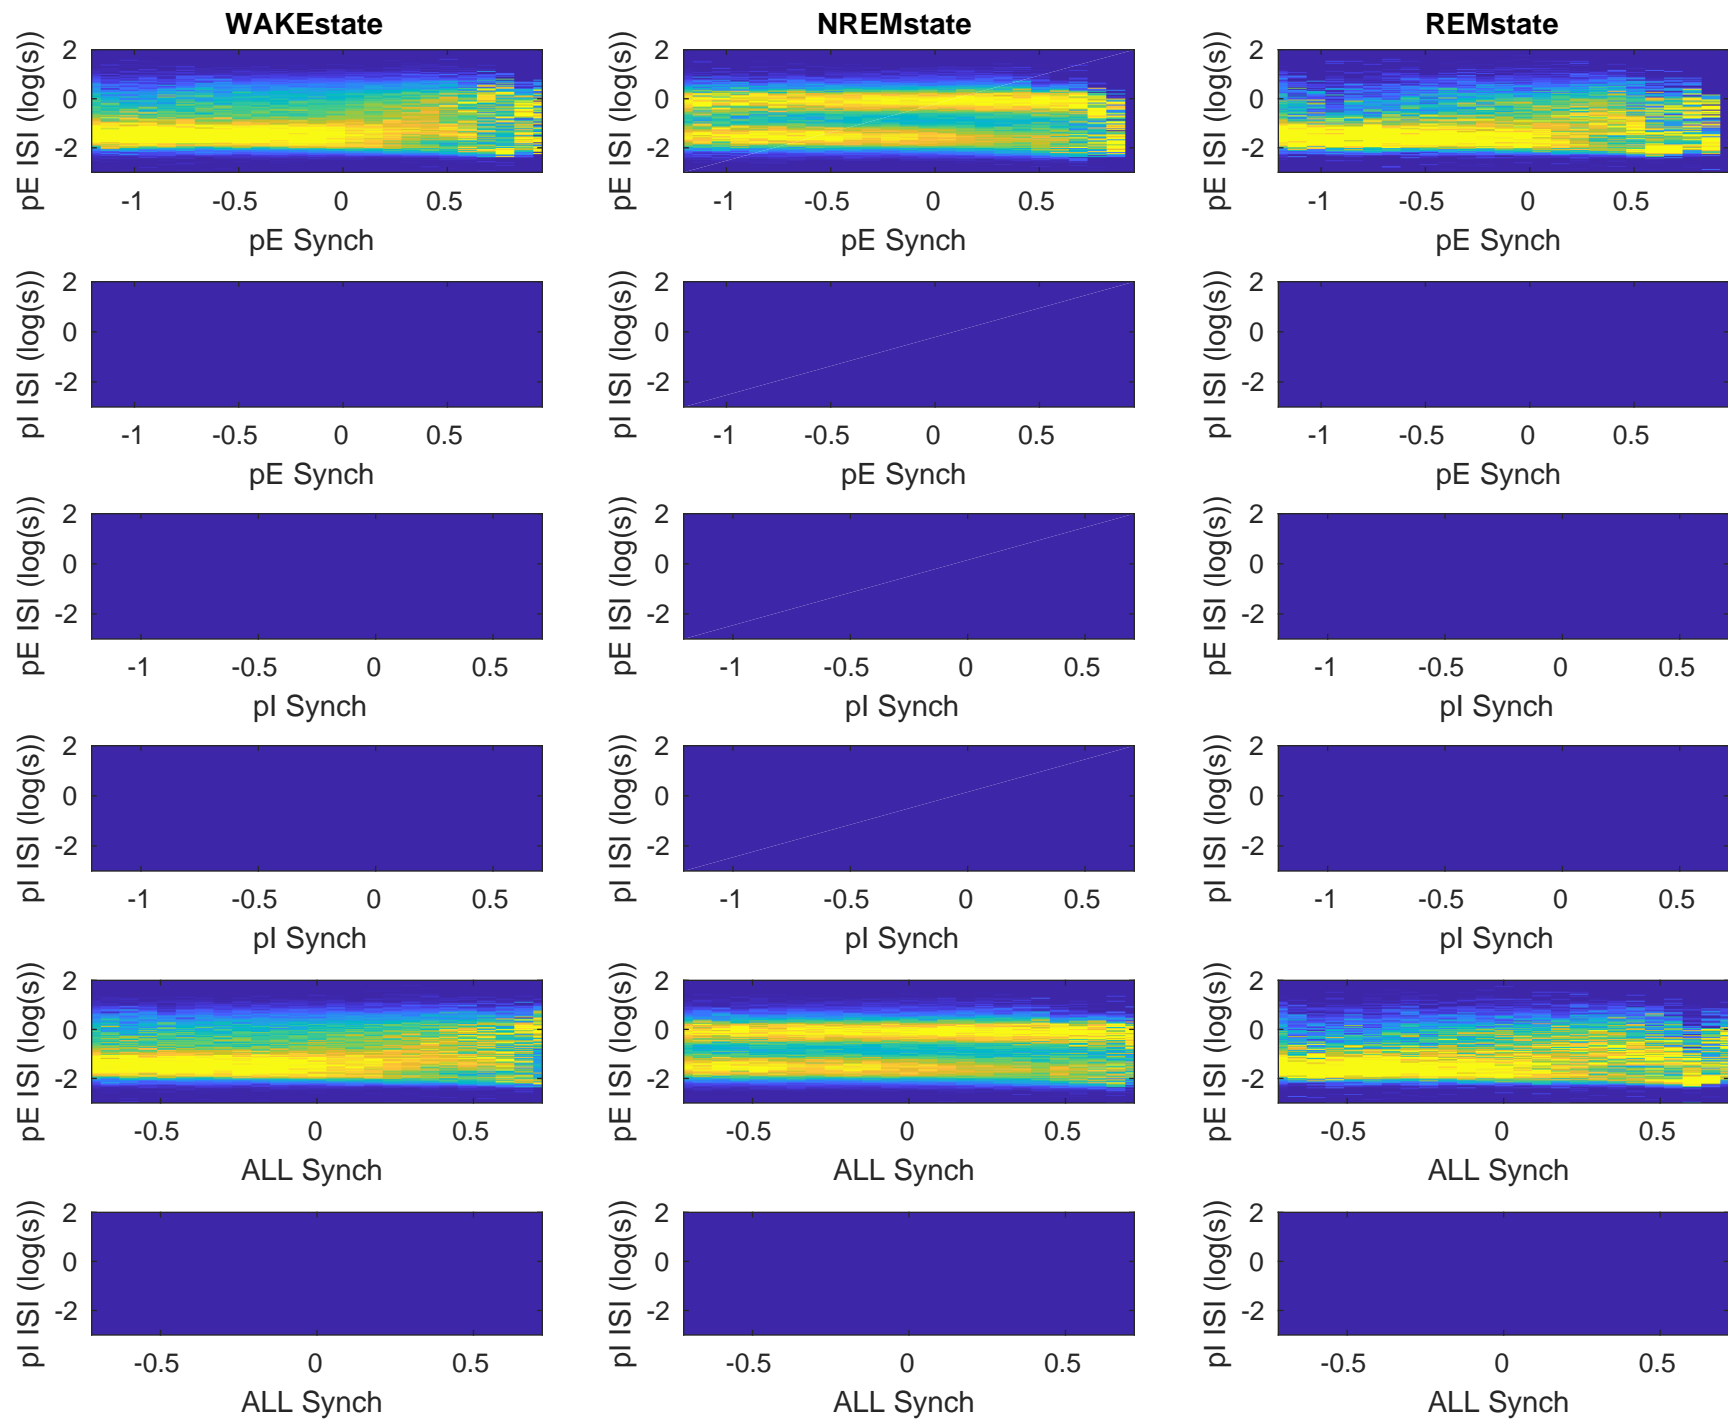 WAKEstate NREMstate REMstate
pE ISI (log(s)) 2 0 -2 pE ISI (log(s)) 2 0 -2 pE ISI (log(s)) 2 0 -2
-1 -0.5 0 0.5 -1 -0.5 0 0.5 -1 -0.5 0 0.5
pE Synch pE Synch pE Synch
pI ISI (log(s)) 2 0 -2 pI ISI (log(s)) 2 0 -2 pI ISI (log(s)) 2 0 -2
-1 -0.5 0 0.5 -1 -0.5 0 0.5 -1 -0.5 0 0.5
pE Synch pE Synch pE Synch
pE ISI (log(s)) 2 0 -2 pE ISI (log(s)) 2 0 -2 pE ISI (log(s)) 2 0 -2
-1 -0.5 0 0.5 -1 -0.5 0 0.5 -1 -0.5 0 0.5
pI Synch pI Synch pI Synch
pI ISI (log(s)) 2 0 -2 pI ISI (log(s)) 2 0 -2 pI ISI (log(s)) 2 0 -2
-1 -0.5 0 0.5 -1 -0.5 0 0.5 -1 -0.5 0 0.5
pI Synch pI Synch pI Synch
pE ISI (log(s)) 2 0 -2 pE ISI (log(s)) 2 0 -2 pE ISI (log(s)) 2 0 -2
-0.5 0 0.5 -0.5 0 0.5 -0.5 0 0.5
ALL Synch ALL Synch ALL Synch
pI ISI (log(s)) 2 0 -2 pI ISI (log(s)) 2 0 -2 pI ISI (log(s)) 2 0 -2
-0.5 0 0.5 -0.5 0 0.5 -0.5 0 0.5
ALL Synch ALL Synch ALL Synch